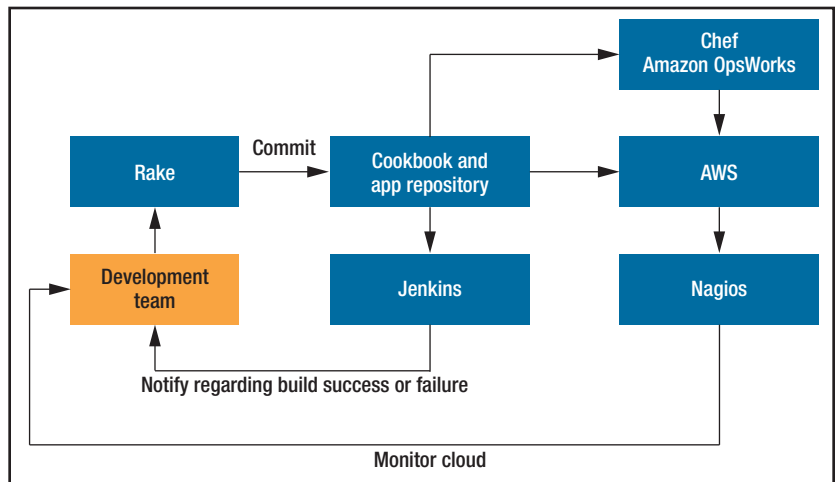 Chef
Amazon OpsWorks
Commit
Rake
Cookbook and
app repository
AWS
Development
team
Jenkins
Nagios
Notify regarding build success or failure
Monitor cloud